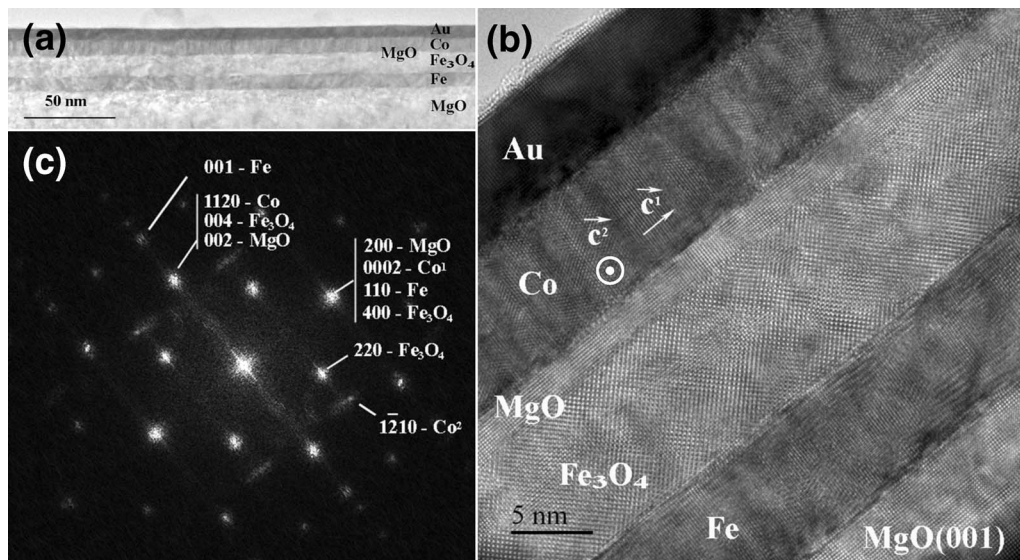 (a)
Au
Co
MgO
Fe₃O₄
Fe
MgO
50 nm
(c)
001 - Fe
1120 - Co
004 - Fe₃O₄
002 - MgO
200 - MgO
0002 - Co¹
110 - Fe
400 - Fe₃O₄
220 - Fe₃O₄
12̄10 - Co²
(b)
Au
c¹
c²
Co
MgO
Fe₃O₄
5 nm
Fe
MgO(001)